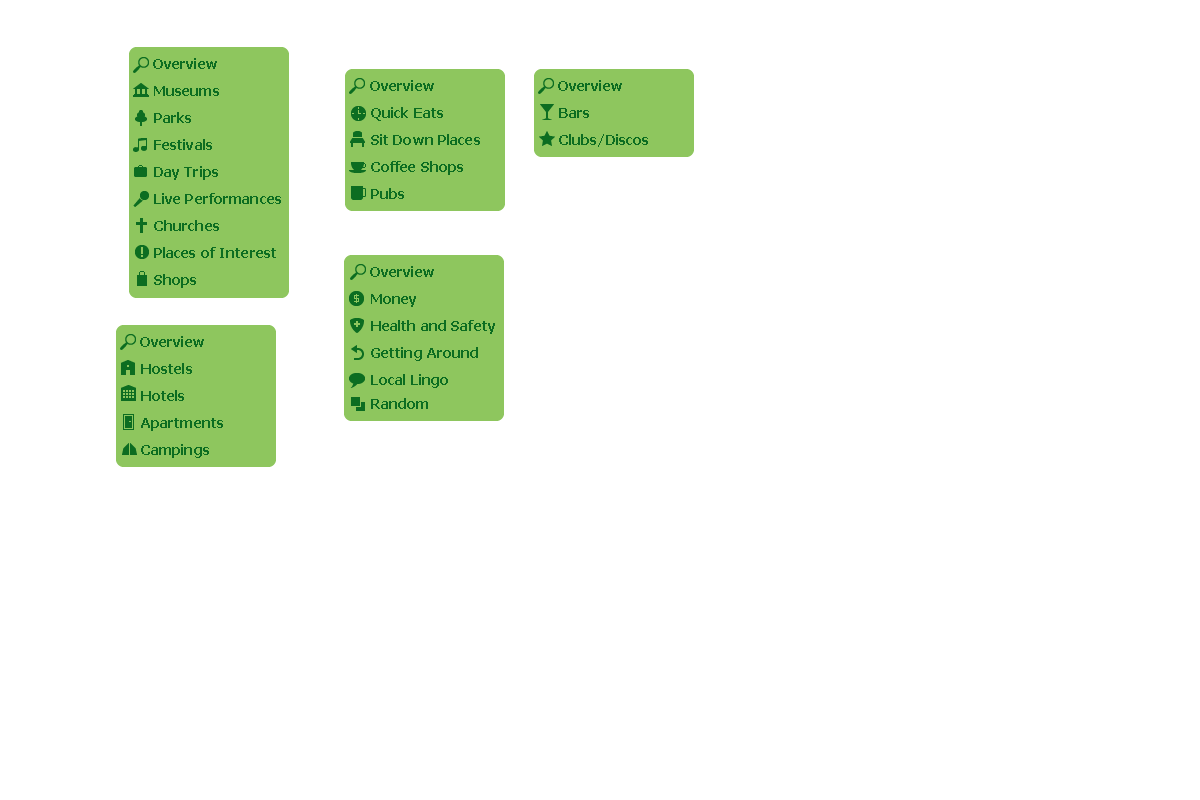 Overview
Museums
Parks
Festivals
Day Trips
Live Performances
Churches
Places of Interest
Shops
Overview
Quick Eats
Sit Down Places
Coffee Shops
Pubs
Overview
Bars
Clubs/Discos
Overview
Hostels
Hotels
Apartments
Campings
Overview
Money
Health and Safety
Getting Around
Local Lingo
Random